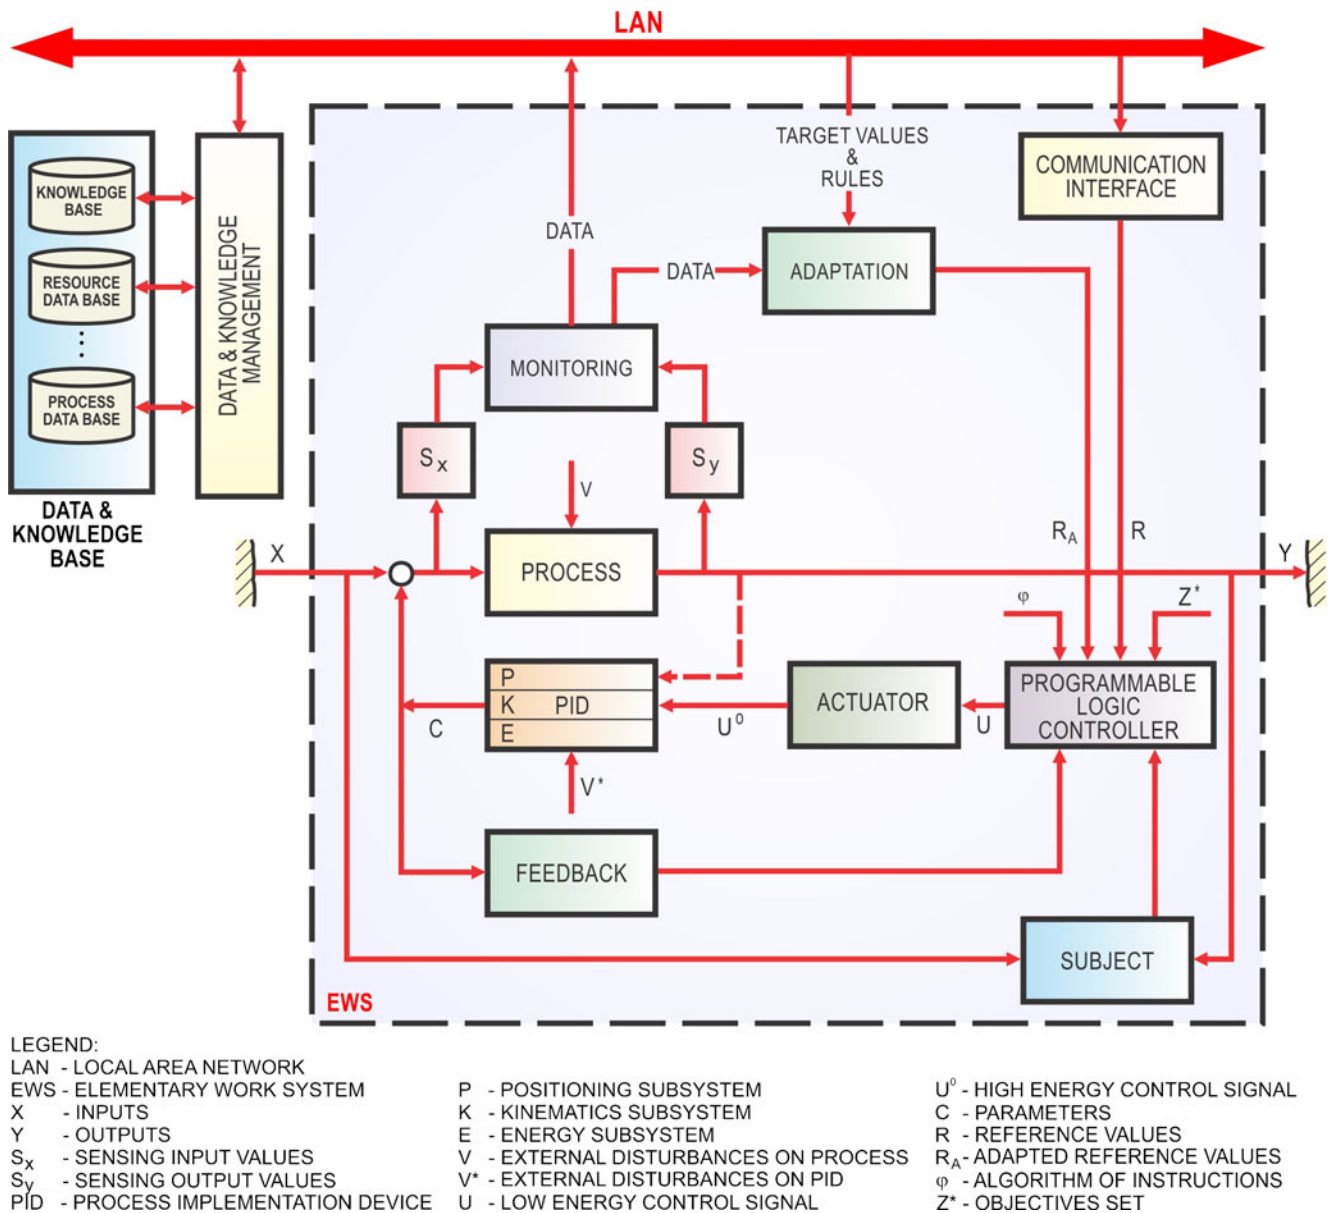 LAN
TARGET VALUES
&
RULES
COMMUNICATION
INTERFACE
KNOWLEDGE
BASE
RESOURCE
DATA BASE
PROCESS
DATA BASE
DATA & KNOWLEDGE
MANAGEMENT
DATA &
KNOWLEDGE
BASE
DATA
DATA
ADAPTATION
MONITORING
Sx
Sy
V
X
PROCESS
RA
R
Y
φ
Z*
P
K
E
PID
C
U⁰
ACTUATOR
U
PROGRAMMABLE
LOGIC
CONTROLLER
V*
FEEDBACK
SUBJECT
EWS
LEGEND:
LAN - LOCAL AREA NETWORK
EWS - ELEMENTARY WORK SYSTEM
X - INPUTS
Y - OUTPUTS
Sx - SENSING INPUT VALUES
Sy - SENSING OUTPUT VALUES
PID - PROCESS IMPLEMENTATION DEVICE
P - POSITIONING SUBSYSTEM
K - KINEMATICS SUBSYSTEM
E - ENERGY SUBSYSTEM
V - EXTERNAL DISTURBANCES ON PROCESS
V* - EXTERNAL DISTURBANCES ON PID
U - LOW ENERGY CONTROL SIGNAL
U⁰ - HIGH ENERGY CONTROL SIGNAL
C - PARAMETERS
R - REFERENCE VALUES
RA - ADAPTED REFERENCE VALUES
φ - ALGORITHM OF INSTRUCTIONS
Z* - OBJECTIVES SET